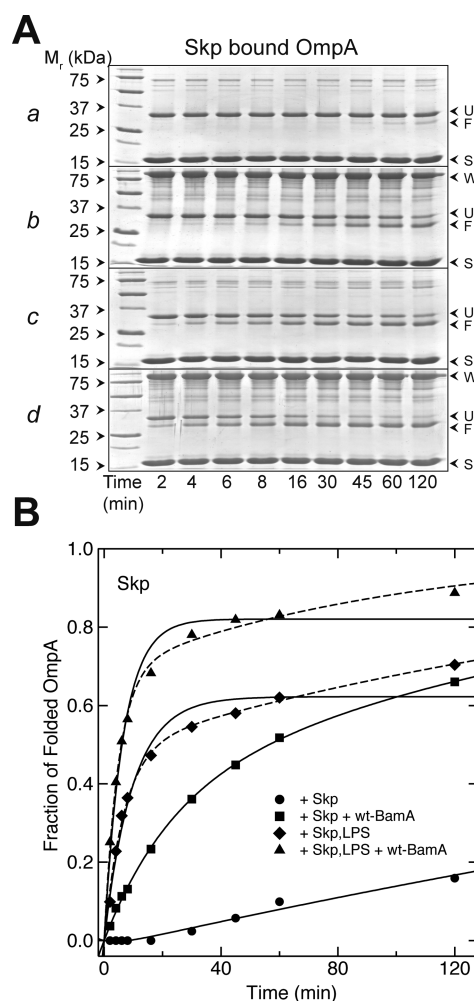 A
Skp bound OmpA
Mr (kDa)
a
75
37
25
15
U
F
S
b
75
37
25
15
W
U
F
S
c
75
37
25
15
U
F
S
d
75
37
25
15
W
U
F
S
Time 2 4 6 8 16 30 45 60 120
(min)
B
Skp
Fraction of Folded OmpA
1.0
0.8
0.6
0.4
0.2
0.0
+ Skp
+ Skp + wt-BamA
+ Skp,LPS
+ Skp,LPS + wt-BamA
0 40 80 120
Time (min)